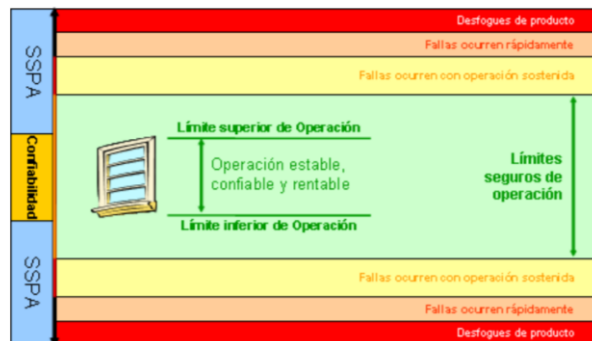 Desfogues de producto
Fallas ocurren rápidamente
Fallas ocurren con operación sostenida
SSPA
Límite superior de Operación
Confiabilidad
Operación estable,
confiable y rentable
Límites
seguros de
operación
Límite inferior de Operación
SSPA
Fallas ocurren con operación sostenida
Fallas ocurren rápidamente
Desfogues de producto